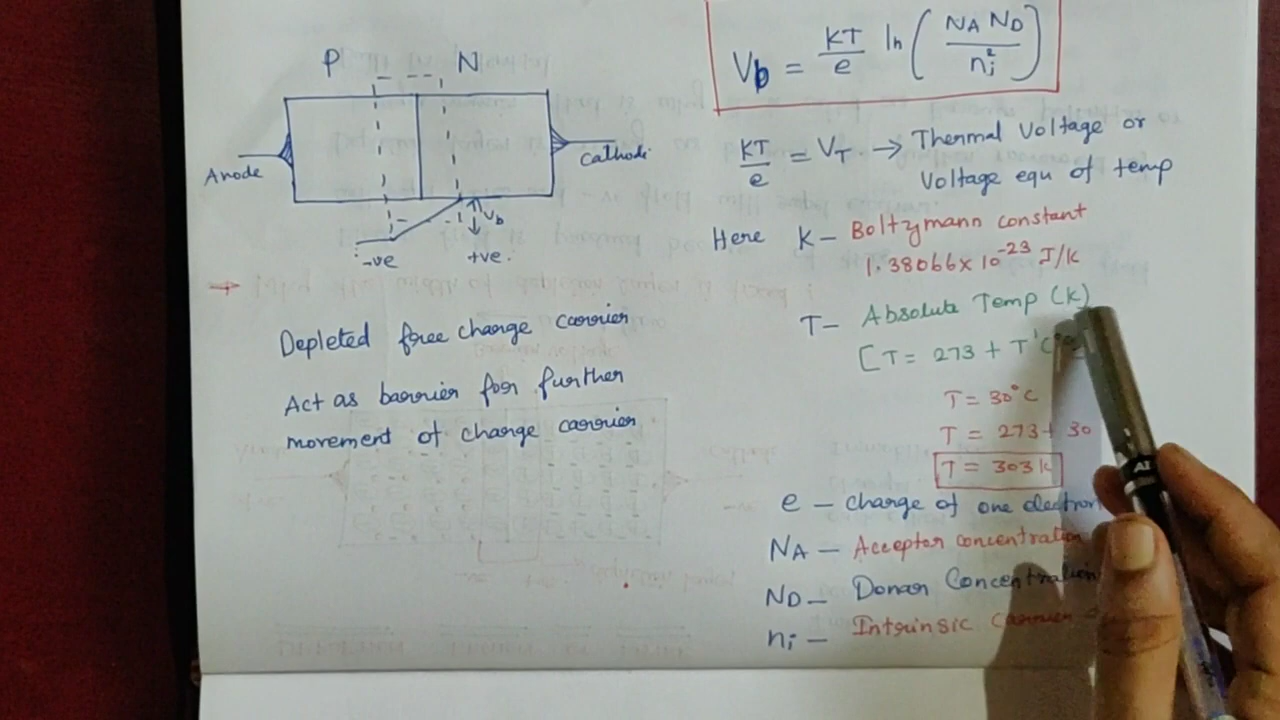 P N
Anode
Cathode
Vb
-ve
+ve.
Depleted free charge carrier
Act as barrier for further
movement of charge carrier
Vb = KT/e ln (NA ND / ni²)
KT/e = VT → Thermal Voltage or
Voltage equ of temp
Here K - Boltzmann constant
1.38066 x 10⁻²³ J/K
T - Absolute Temp (K)
[T = 273 + T'
T = 30°C
T = 273 + 30
T = 303 K
e - charge of one electron
NA - Acceptor concentration
ND - Donar Concentration
ni - Intrinsic Carrier
AI